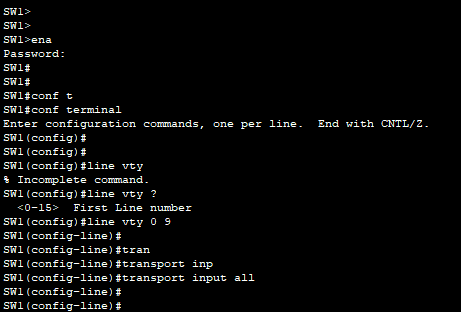 SW1>
SW1>
SW1>ena
Password:
SW1#
SW1#
SW1#conf t
SW1#conf terminal
Enter configuration commands, one per line.  End with CNTL/Z.
SW1(config)#
SW1(config)#
SW1(config)#line vty
% Incomplete command.
SW1(config)#line vty ?
  <0-15>  First Line number
SW1(config)#line vty 0 9
SW1(config-line)#
SW1(config-line)#tran
SW1(config-line)#transport inp
SW1(config-line)#transport input all
SW1(config-line)#
SW1(config-line)#